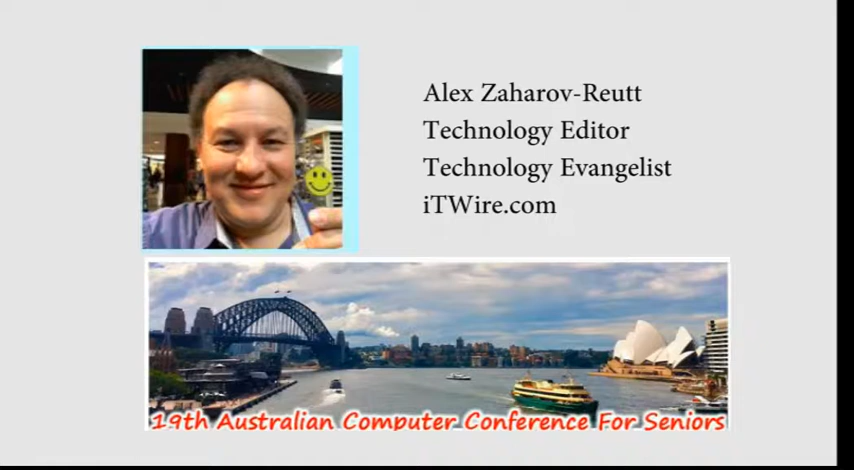 Alex Zaharov-Reutt
Technology Editor
Technology Evangelist
iTWire.com
19th Australian Computer Conference For Seniors